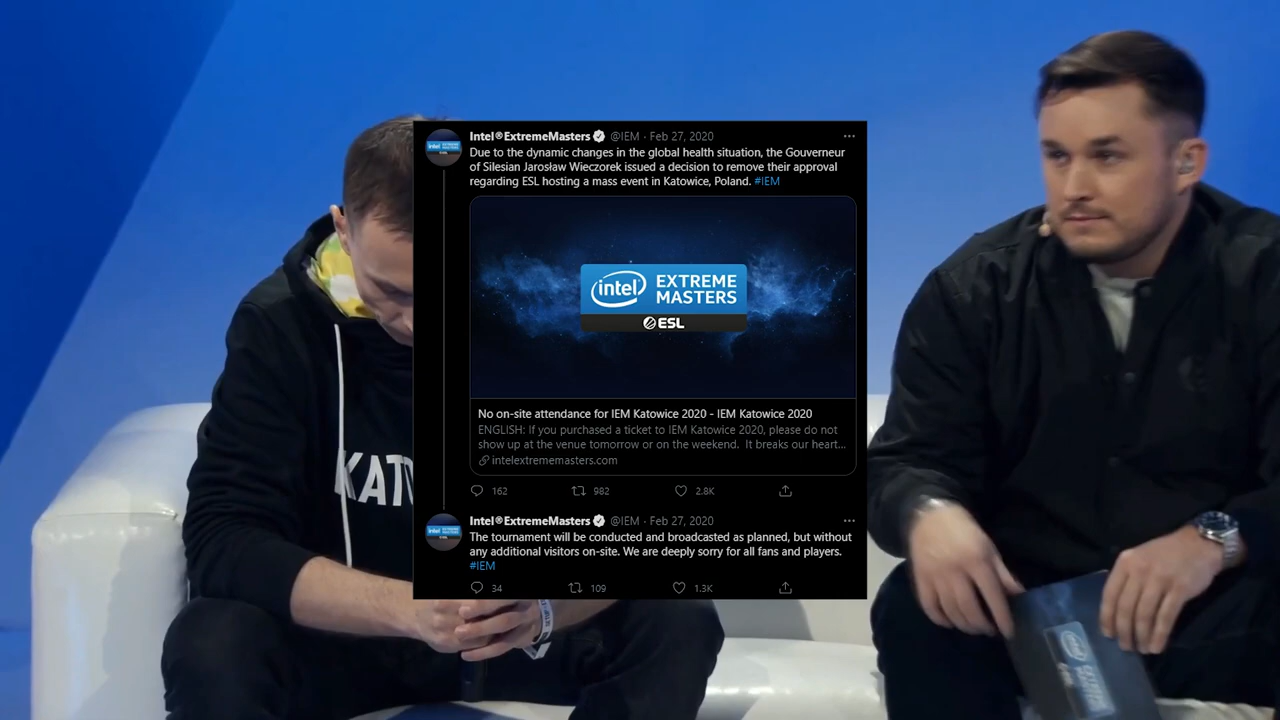 Intel®ExtremeMasters @IEM · Feb 27, 2020
Due to the dynamic changes in the global health situation, the Gouverneur
of Silesian Jarosław Wieczorek issued a decision to remove their approval
regarding ESL hosting a mass event in Katowice, Poland. #IEM
intel EXTREME
MASTERS
ESL
No on-site attendance for IEM Katowice 2020 - IEM Katowice 2020
ENGLISH: If you purchased a ticket to IEM Katowice 2020, please do not
show up at the venue tomorrow or on the weekend. It breaks our heart...
intelextrememasters.com
162 982 2.8K
Intel®ExtremeMasters @IEM · Feb 27, 2020
The tournament will be conducted and broadcasted as planned, but without
any additional visitors on-site. We are deeply sorry for all fans and players.
#IEM
34 109 1.3K
KATO
intel
EXTREME
MASTERS